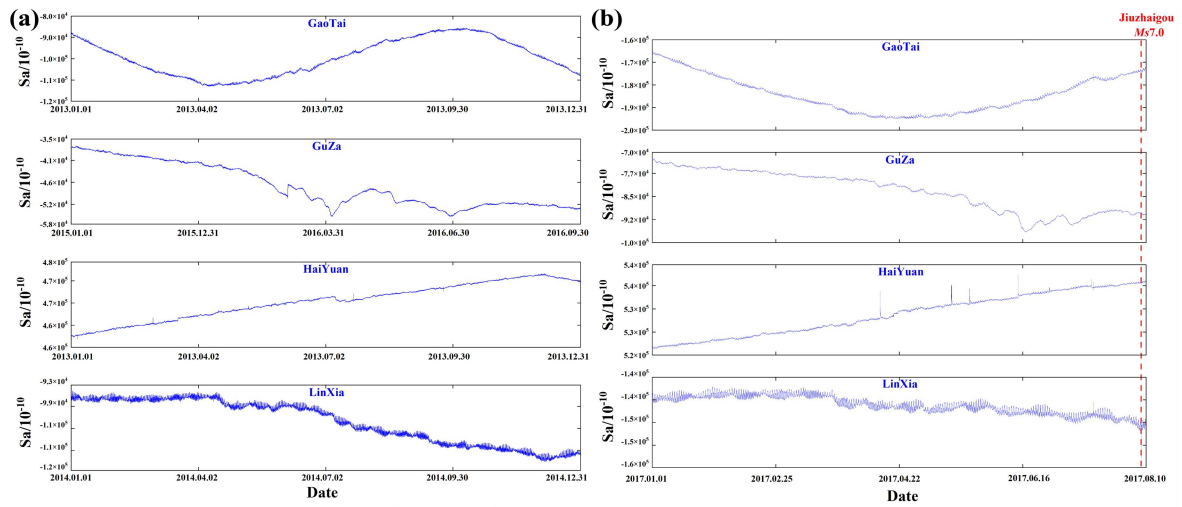 (a)
GaoTai
Sa/10⁻¹⁰
-8.0×10⁴
-9.0×10⁴
-1.0×10⁵
-1.1×10⁵
-1.2×10⁵
2013.01.01 2013.04.02 2013.07.02 2013.09.30 2013.12.31
GuZa
Sa/10⁻¹⁰
-3.5×10⁴
-4.1×10⁴
-4.6×10⁴
-5.2×10⁴
-5.8×10⁴
2015.01.01 2015.12.31 2016.03.31 2016.06.30 2016.09.30
HaiYuan
Sa/10⁻¹⁰
4.8×10⁵
4.7×10⁵
4.6×10⁵
2013.01.01 2013.04.02 2013.07.02 2013.09.30 2013.12.31
LinXia
Sa/10⁻¹⁰
-9.3×10⁴
-9.9×10⁴
-1.1×10⁵
-1.1×10⁵
-1.2×10⁵
2014.01.01 2014.04.02 2014.07.02 2014.09.30 2014.12.31
Date
(b)
Jiuzhaigou
Ms7.0
GaoTai
Sa/10⁻¹⁰
-1.6×10⁵
-1.7×10⁵
-1.9×10⁵
-2.0×10⁵
GuZa
Sa/10⁻¹⁰
-7.0×10⁴
-7.7×10⁴
-8.5×10⁴
-9.2×10⁴
-1.0×10⁵
HaiYuan
Sa/10⁻¹⁰
5.4×10⁵
5.4×10⁵
5.3×10⁵
5.3×10⁵
5.2×10⁵
LinXia
Sa/10⁻¹⁰
-1.4×10⁵
-1.4×10⁵
-1.5×10⁵
-1.5×10⁵
-1.6×10⁵
2017.01.01 2017.02.25 2017.04.22 2017.06.16 2017.08.10
Date